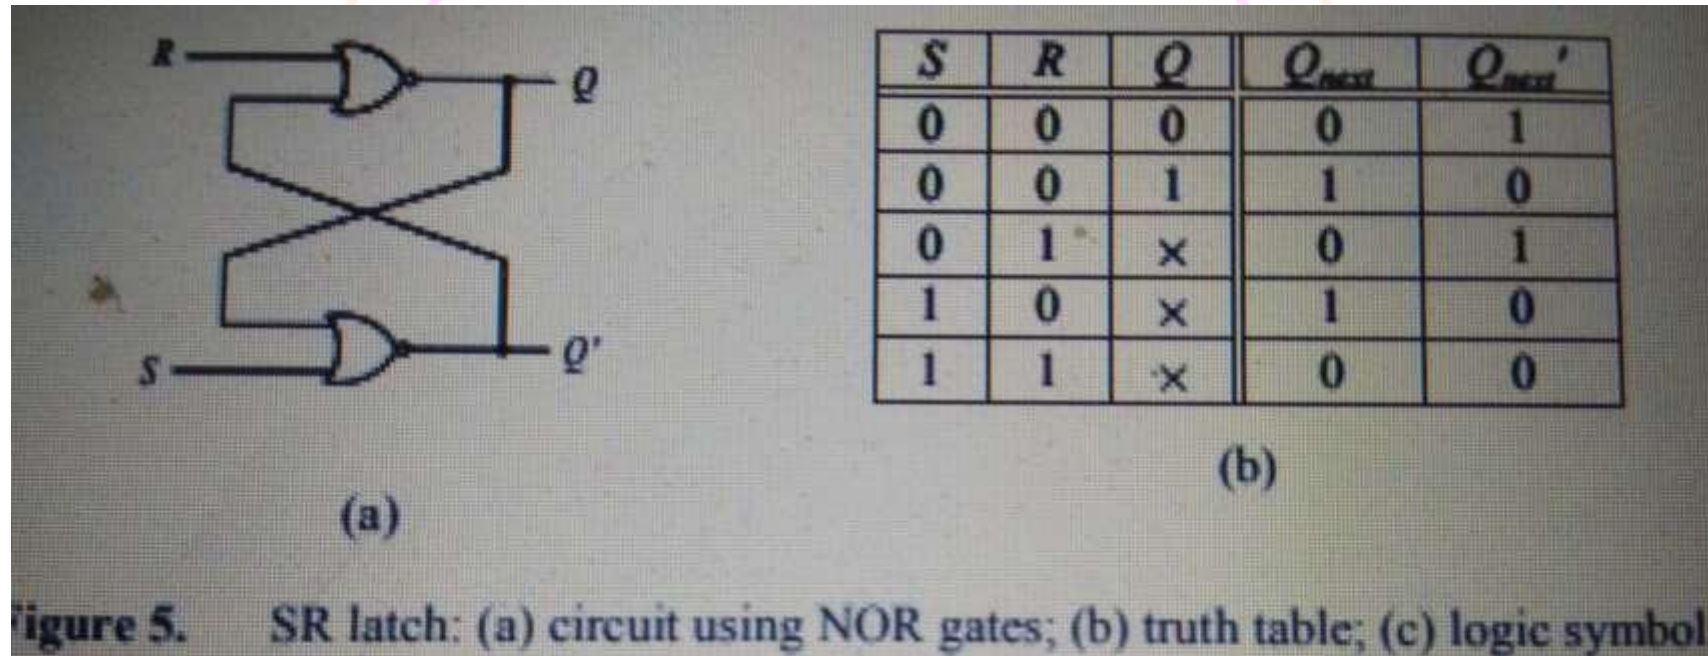 R
Q
Q'
S
(a)
S R Q Qnext Qnext'
0 0 0 0 1
0 0 1 1 0
0 1 × 0 1
1 0 × 1 0
1 1 × 0 0
(b)
igure 5. SR latch: (a) circuit using NOR gates; (b) truth table; (c) logic symbol